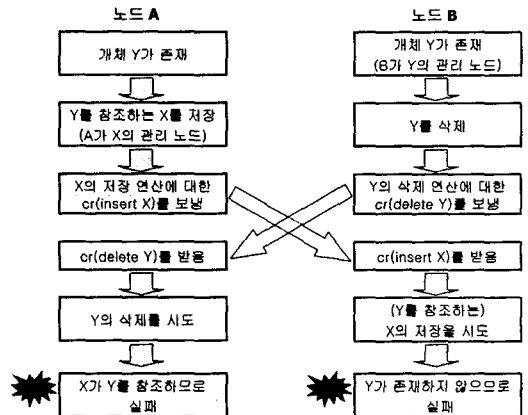 노드 A
개체 Y가 존재
Y를 참조하는 X를 저장
(A가 X의 관리 노드)
X의 저장 연산에 대한
cr(insert X)를 보냄
cr(delete Y)를 받음
Y의 삭제를 시도
X가 Y를 참조하므로
실패
노드 B
개체 Y가 존재
(B가 Y의 관리 노드)
Y를 삭제
Y의 삭제 연산에 대한
cr(delete Y)를 보냄
cr(insert X)를 받음
(Y를 참조하는)
X의 저장을 시도
Y가 존재하지 않으므로
실패